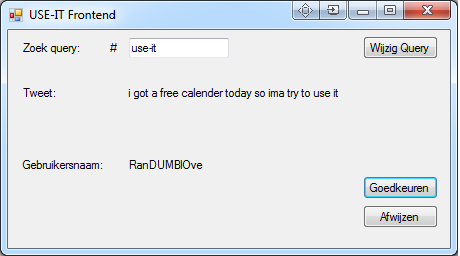 USE-IT Frontend
Zoek query: # use-it Wijzig Query
Tweet: i got a free calender today so ima try to use it
Gebruikersnaam: RanDUMBlOve
Goedkeuren
Afwijzen